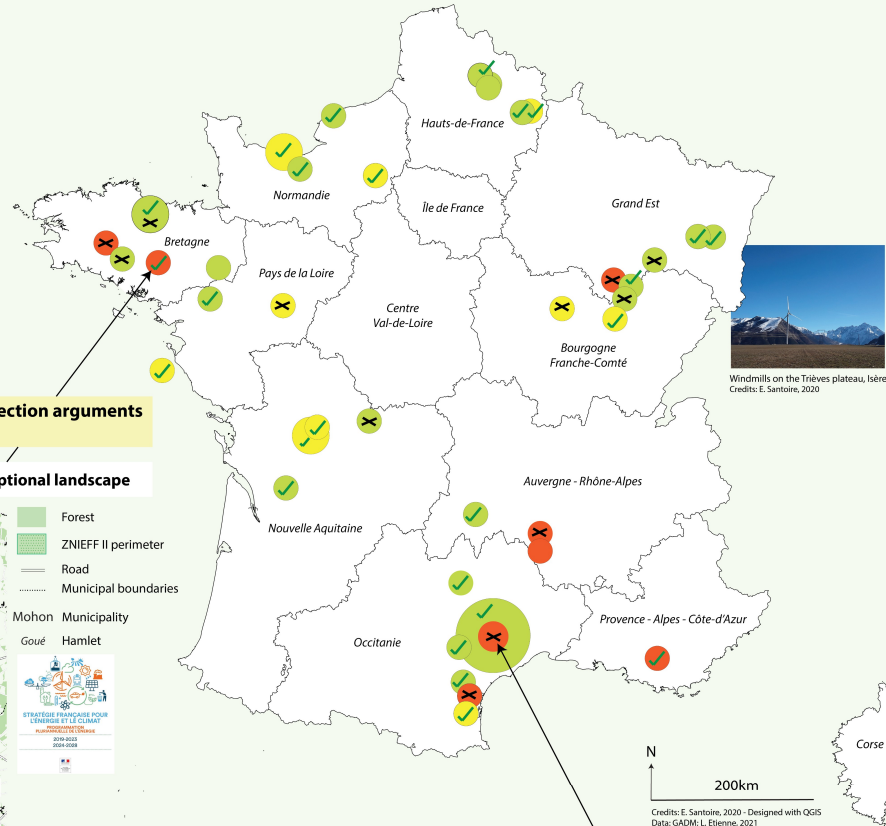 Hauts-de-France
Normandie
Île de France
Grand Est
Bretagne
Pays de la Loire
Centre
Val-de-Loire
Bourgogne
Franche-Comté
Windmills on the Trièves plateau, Isère
Credits: E. Santoire, 2020
ection arguments
ptional landscape
Forest
ZNIEFF II perimeter
Road
Municipal boundaries
Mohon Municipality
Goué Hamlet
Auvergne - Rhône-Alpes
Nouvelle Aquitaine
Occitanie
Provence - Alpes - Côte-d'Azur
STRATÉGIE FRANÇAISE POUR
L'ÉNERGIE ET LE CLIMAT
PROGRAMMATION
PLURIANNUELLE DE L'ÉNERGIE
2019-2023
2024-2028
Corse
N
200km
Credits: E. Santoire, 2020 - Designed with QGIS
Data: GADM; L. Etienne, 2021